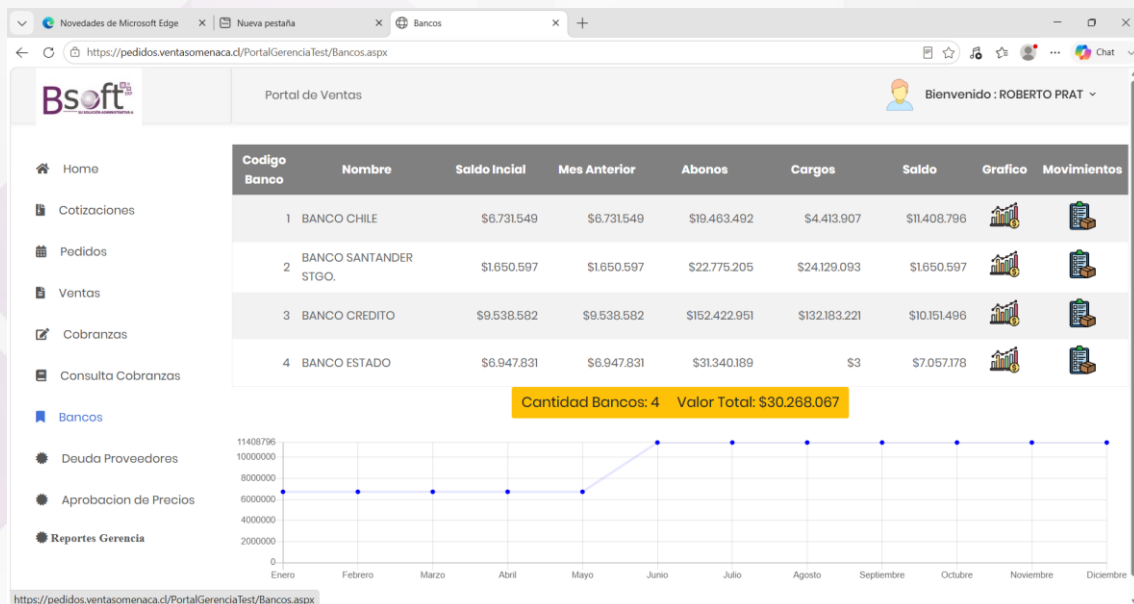 Novedades de Microsoft Edge
Nueva pestaña
Bancos
https://pedidos.ventasomenaca.cl/PortalGerenciaTest/Bancos.aspx
Chat
Bsoft
Portal de Ventas
Bienvenido : ROBERTO PRAT
Home
Cotizaciones
Pedidos
Ventas
Cobranzas
Consulta Cobranzas
Bancos
Deuda Proveedores
Aprobacion de Precios
Reportes Gerencia
Codigo Banco Nombre Saldo Incial Mes Anterior Abonos Cargos Saldo Grafico Movimientos
1 BANCO CHILE $6.731.549 $6.731.549 $19.463.492 $4.413.907 $11.408.796
2 BANCO SANTANDER STGO. $1.650.597 $1.650.597 $22.775.205 $24.129.093 $1.650.597
3 BANCO CREDITO $9.538.582 $9.538.582 $152.422.951 $132.183.221 $10.151.496
4 BANCO ESTADO $6.947.831 $6.947.831 $31.340.189 $3 $7.057.178
Cantidad Bancos: 4 Valor Total: $30.268.067
11408796
10000000
8000000
6000000
4000000
2000000
0
Enero Febrero Marzo Abril Mayo Junio Julio Agosto Septiembre Octubre Noviembre Diciembre
https://pedidos.ventasomenaca.cl/PortalGerenciaTest/Bancos.aspx